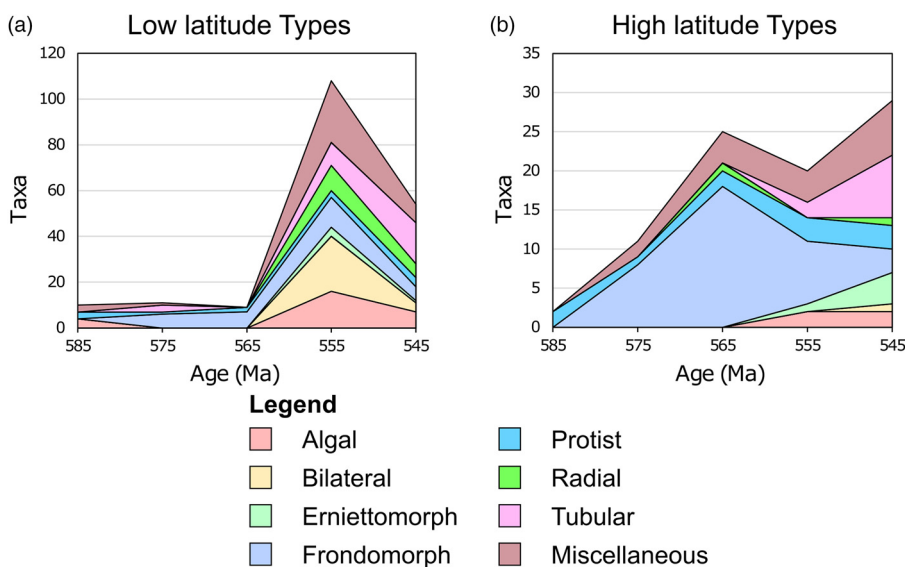 (a)
Low latitude Types
120
100
80
60
40
20
0
Taxa
585
575
565
555
545
Age (Ma)
(b)
High latitude Types
35
30
25
20
15
10
5
0
Taxa
585
575
565
555
545
Age (Ma)
Legend
Algal
Bilateral
Erniettomorph
Frondomorph
Protist
Radial
Tubular
Miscellaneous